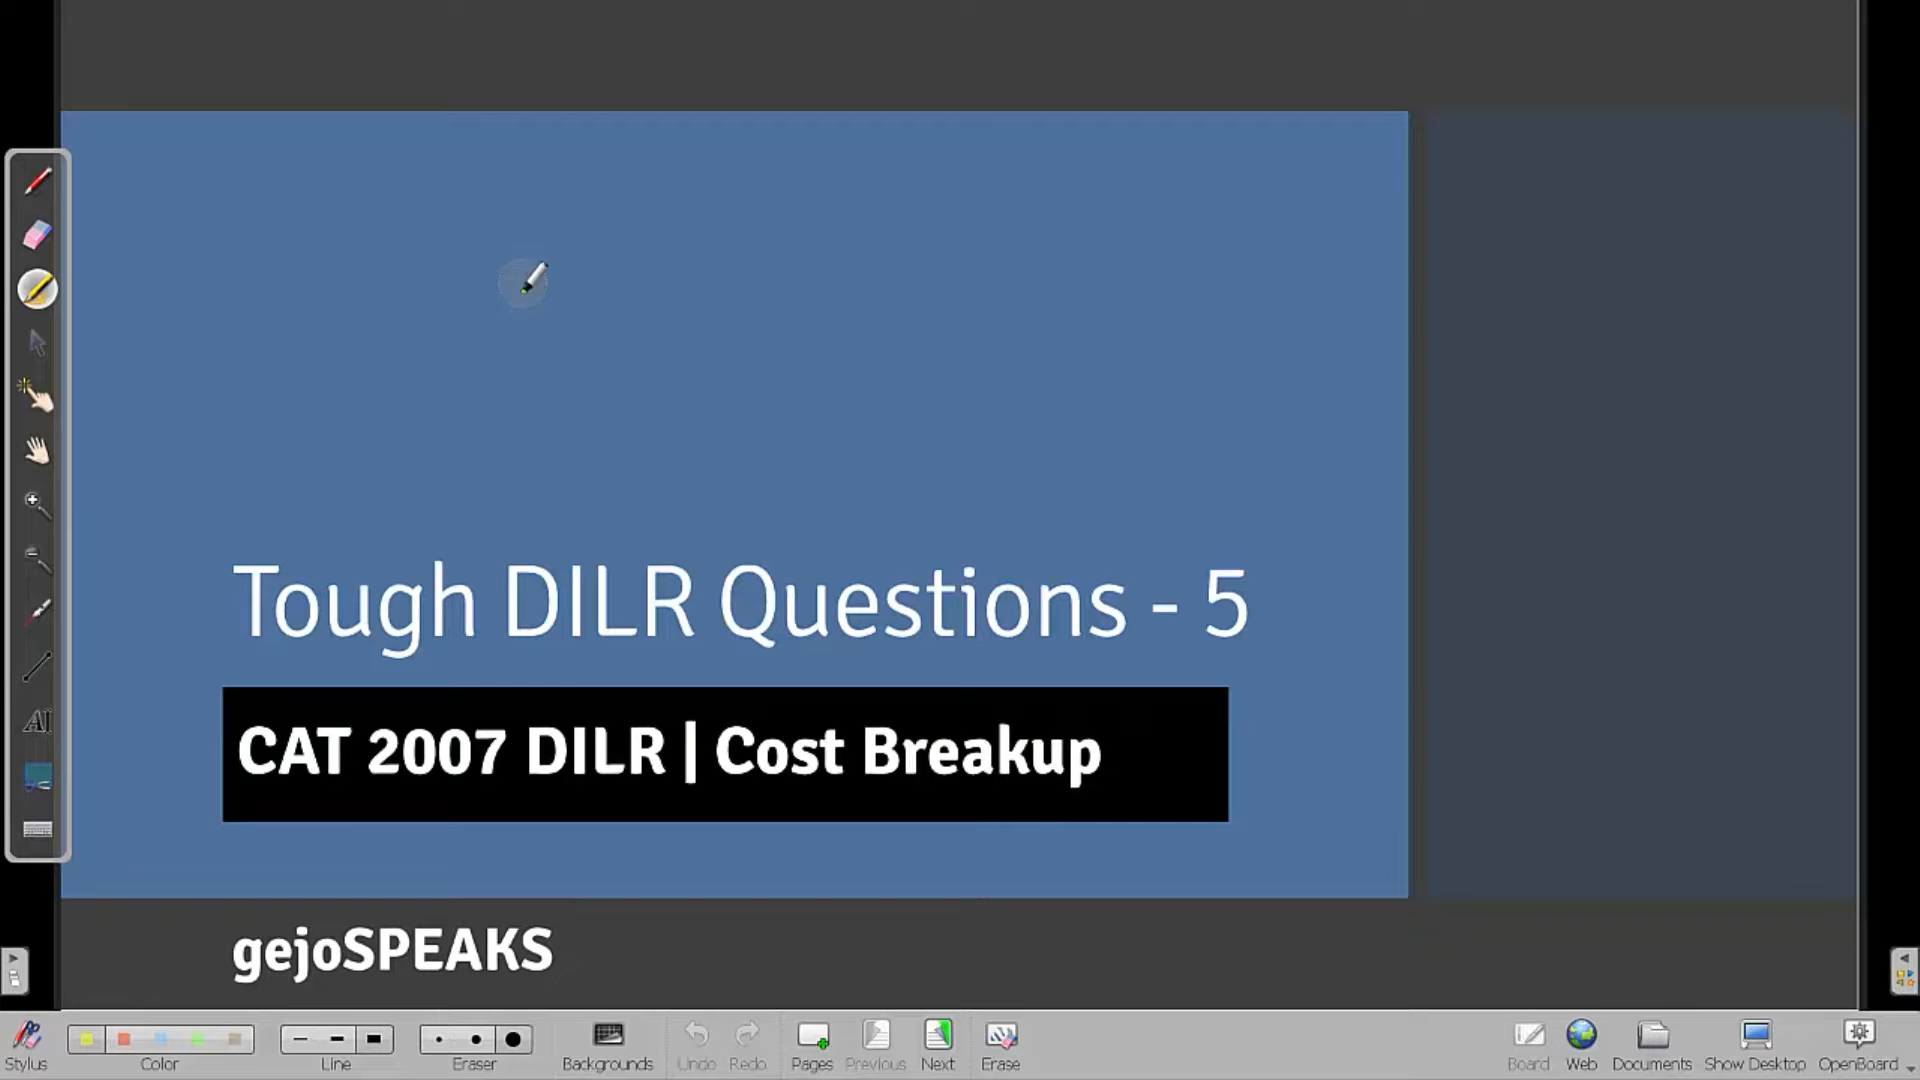 Tough DILR Questions - 5
CAT 2007 DILR | Cost Breakup
gejoSPEAKS
Stylus
Color
Line
Eraser
Backgrounds
Undo
Redo
Pages
Previous
Next
Erase
Board
Web
Documents
Show Desktop
OpenBoard